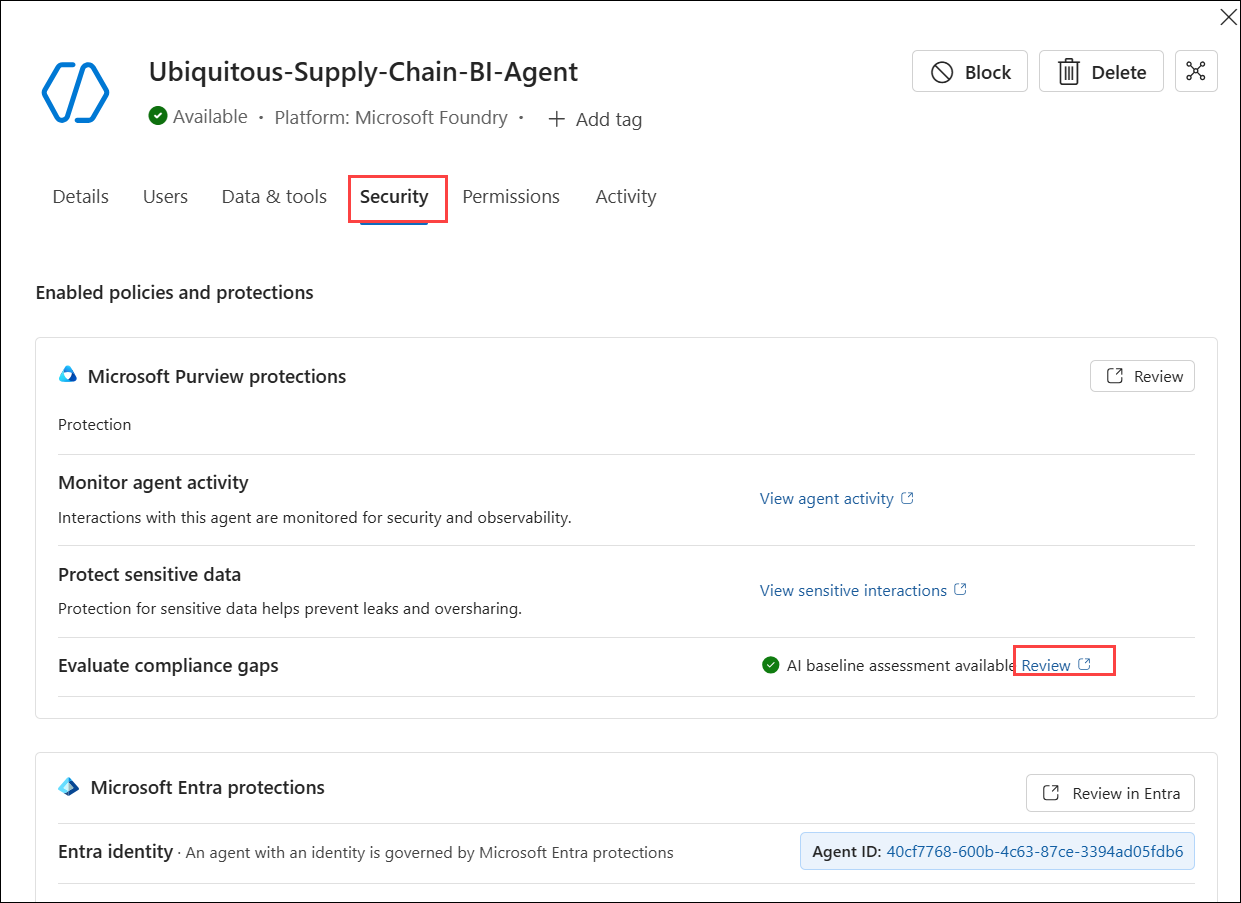 Ubiquitous-Supply-Chain-BI-Agent
Block
Delete
Available • Platform: Microsoft Foundry • + Add tag
Details Users Data & tools Security Permissions Activity
Enabled policies and protections
Microsoft Purview protections
Review
Protection
Monitor agent activity
Interactions with this agent are monitored for security and observability.
View agent activity
Protect sensitive data
Protection for sensitive data helps prevent leaks and oversharing.
View sensitive interactions
Evaluate compliance gaps
AI baseline assessment available Review
Microsoft Entra protections
Review in Entra
Entra identity · An agent with an identity is governed by Microsoft Entra protections
Agent ID: 40cf7768-600b-4c63-87ce-3394ad05fdb6